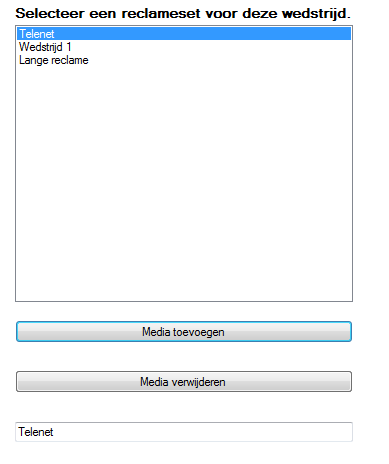 Selecteer een reclameset voor deze wedstrijd.
Telenet
Wedstrijd 1
Lange reclame
Media toevoegen
Media verwijderen
Telenet